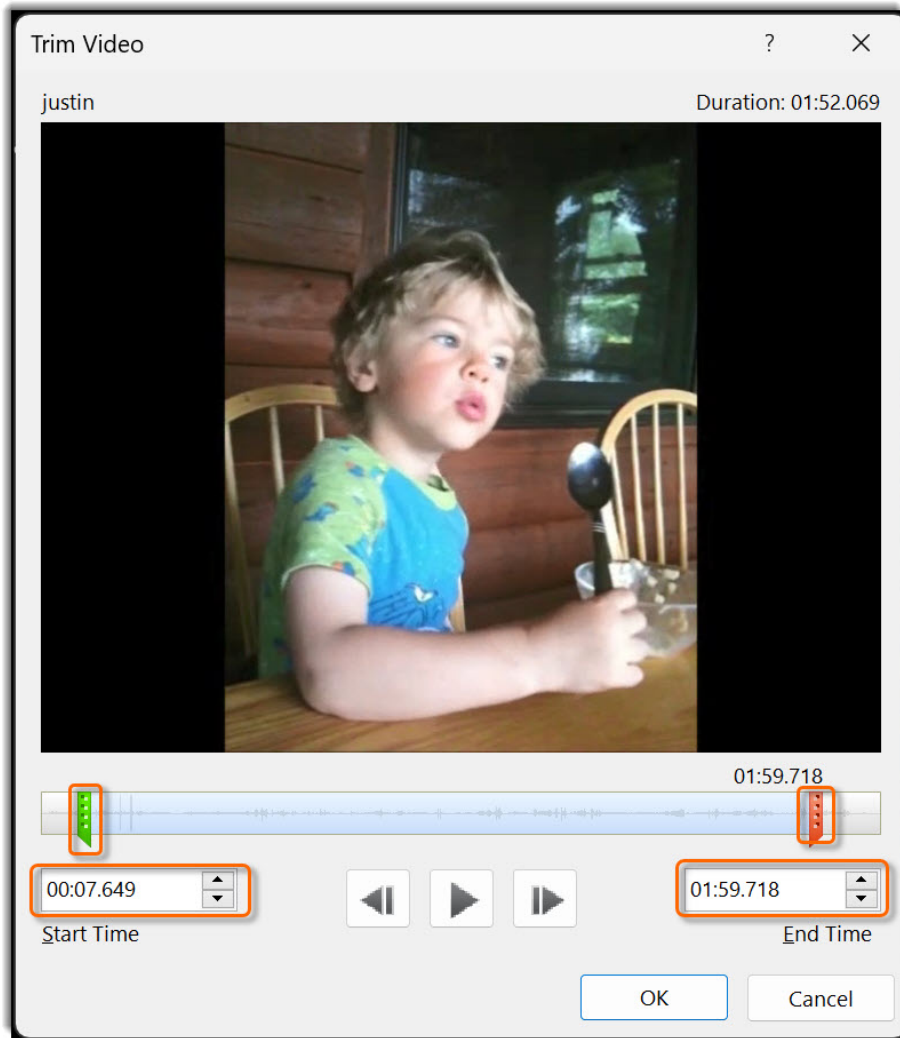 Trim Video ?
justin Duration: 01:52.069
01:59.718
00:07.649 01:59.718
Start Time End Time
OK Cancel